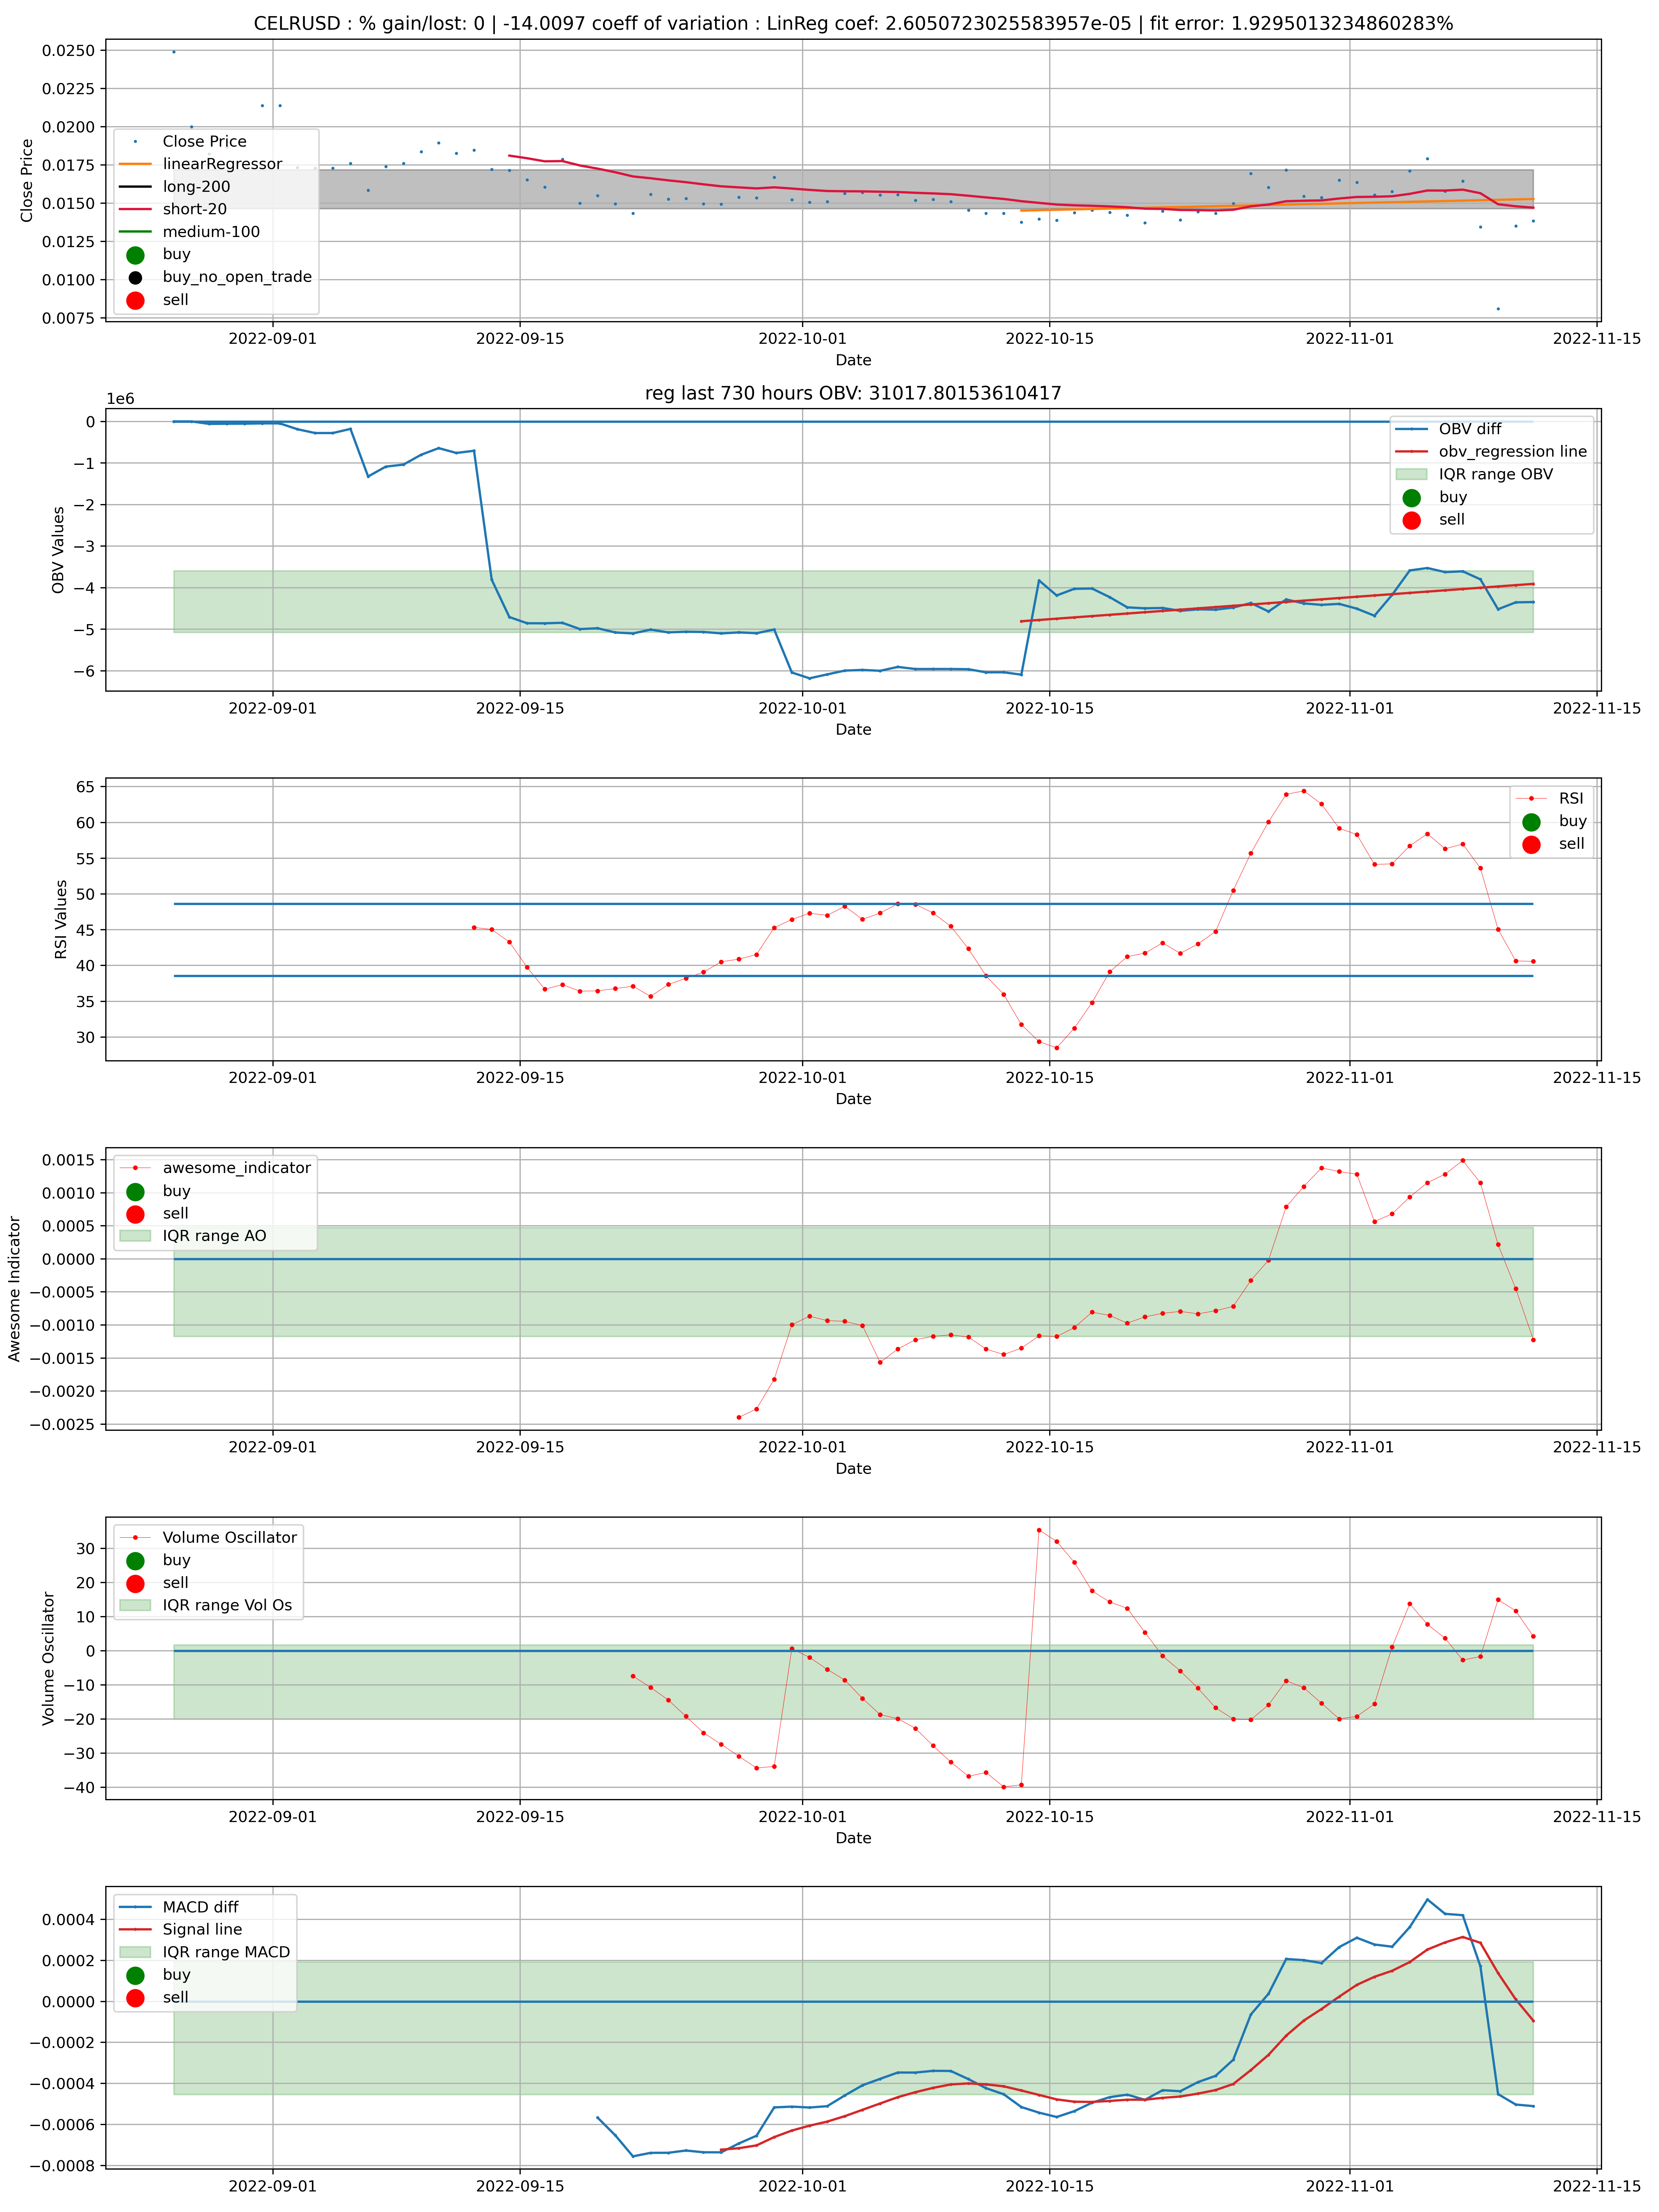 CELRUSD : % gain/lost: 0 | -14.0097 coeff of variation : LinReg coef: 2.6050723025583957e-05 | fit error: 1.9295013234860283%
0.0250
0.0225
0.0200
0.0175
0.0150
0.0125
0.0100
0.0075
Close Price
Close Price
linearRegressor
long-200
short-20
medium-100
buy
buy_no_open_trade
sell
2022-09-01 2022-09-15 2022-10-01 2022-10-15 2022-11-01 2022-11-15
Date
reg last 730 hours OBV: 31017.80153610417
1e6
0
−1
−2
−3
−4
−5
−6
OBV Values
OBV diff
obv_regression line
IQR range OBV
buy
sell
2022-09-01 2022-09-15 2022-10-01 2022-10-15 2022-11-01 2022-11-15
Date
65
60
55
50
45
40
35
30
RSI Values
RSI
buy
sell
2022-09-01 2022-09-15 2022-10-01 2022-10-15 2022-11-01 2022-11-15
Date
0.0015
0.0010
0.0005
0.0000
−0.0005
−0.0010
−0.0015
−0.0020
−0.0025
Awesome Indicator
awesome_indicator
buy
sell
IQR range AO
2022-09-01 2022-09-15 2022-10-01 2022-10-15 2022-11-01 2022-11-15
Date
30
20
10
0
−10
−20
−30
−40
Volume Oscillator
Volume Oscillator
buy
sell
IQR range Vol Os
2022-09-01 2022-09-15 2022-10-01 2022-10-15 2022-11-01 2022-11-15
Date
0.0004
0.0002
0.0000
−0.0002
−0.0004
−0.0006
−0.0008
MACD diff
Signal line
IQR range MACD
buy
sell
2022-09-01 2022-09-15 2022-10-01 2022-10-15 2022-11-01 2022-11-15